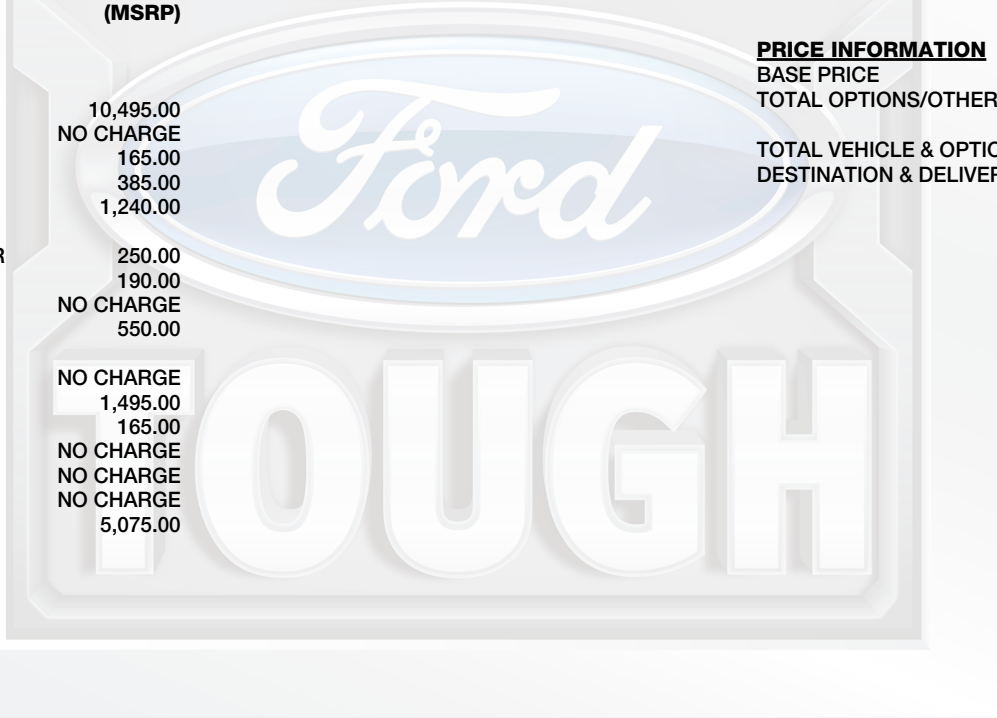 (MSRP)
10,495.00
NO CHARGE
165.00
385.00
1,240.00
R 250.00
190.00
NO CHARGE
550.00
NO CHARGE
1,495.00
165.00
NO CHARGE
NO CHARGE
NO CHARGE
5,075.00
PRICE INFORMATION
BASE PRICE
TOTAL OPTIONS/OTHER
TOTAL VEHICLE & OPTIO
DESTINATION & DELIVER
Ford
TOUGH